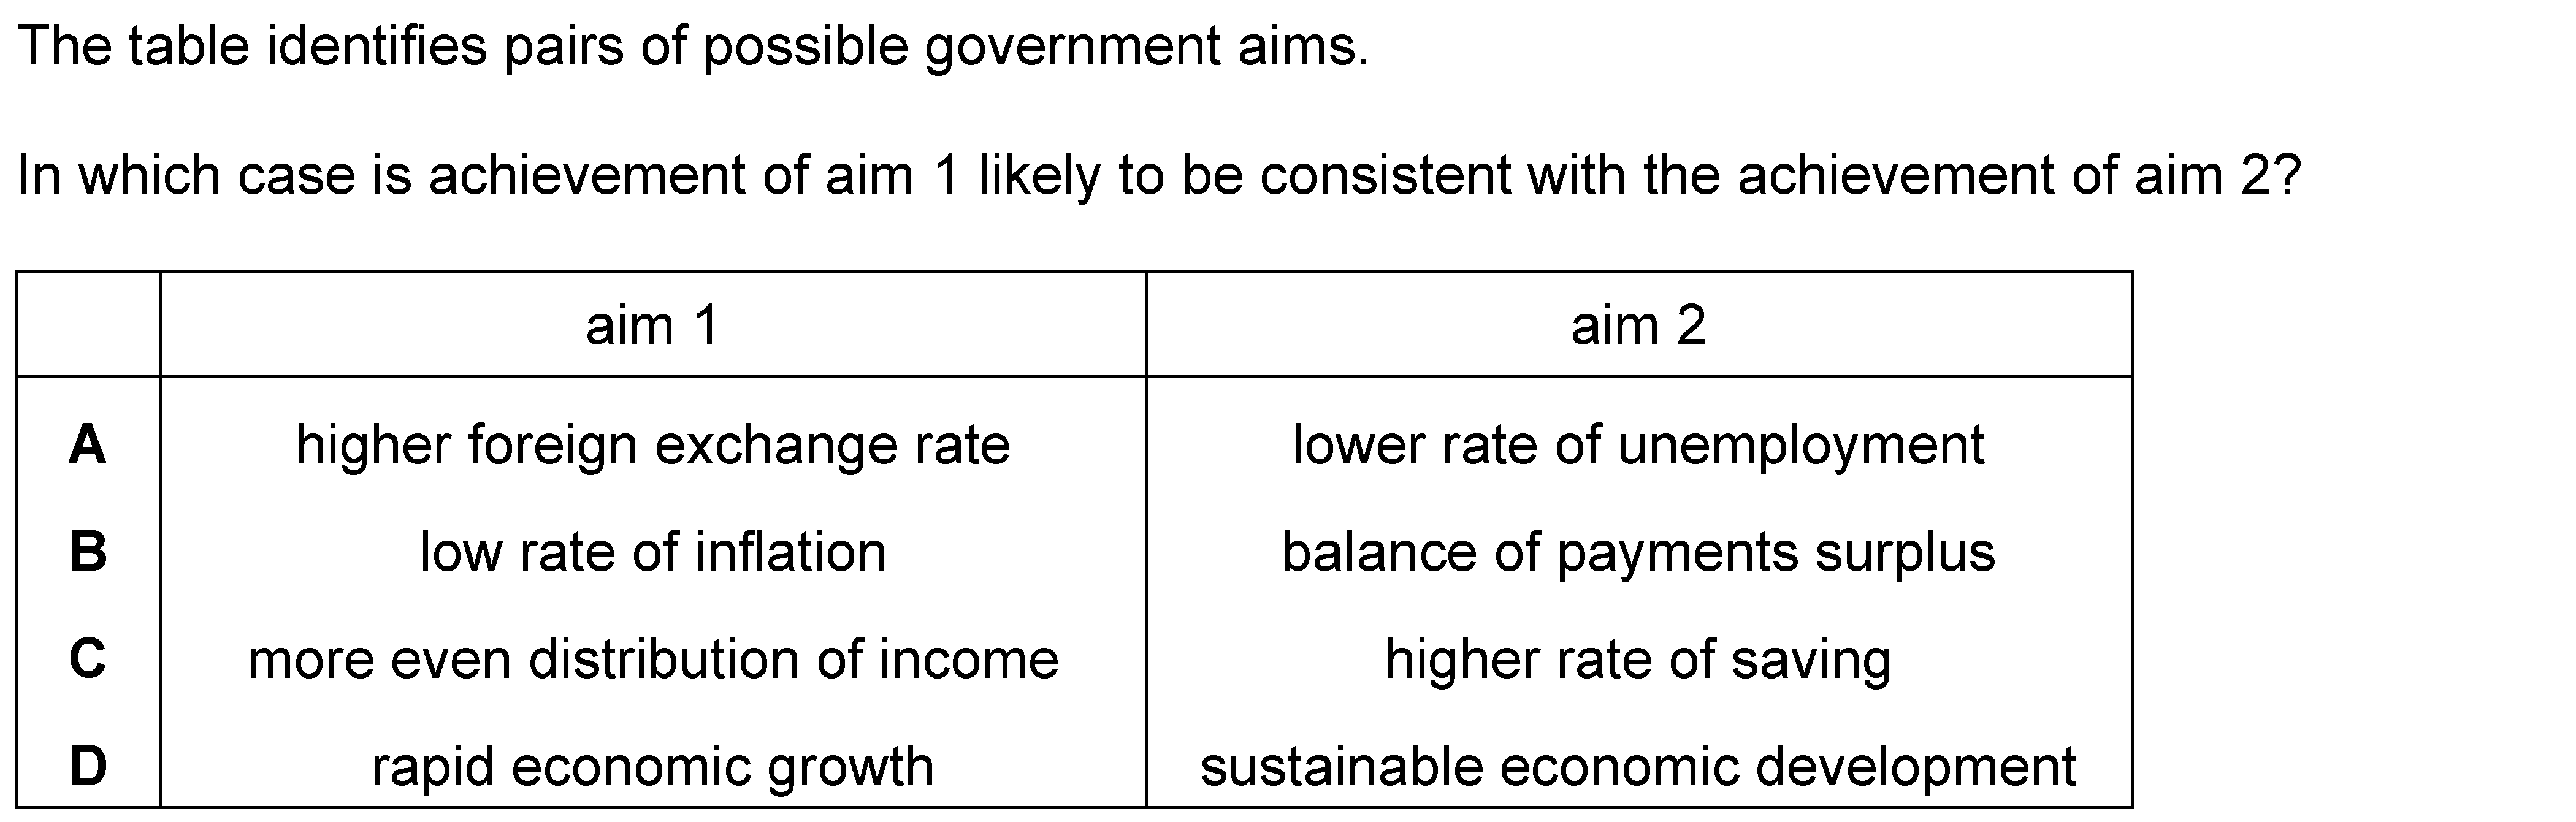 The table identifies pairs of possible government aims.
In which case is achievement of aim 1 likely to be consistent with the achievement of aim 2?
aim 1 aim 2
A higher foreign exchange rate lower rate of unemployment
B low rate of inflation balance of payments surplus
C more even distribution of income higher rate of saving
D rapid economic growth sustainable economic development